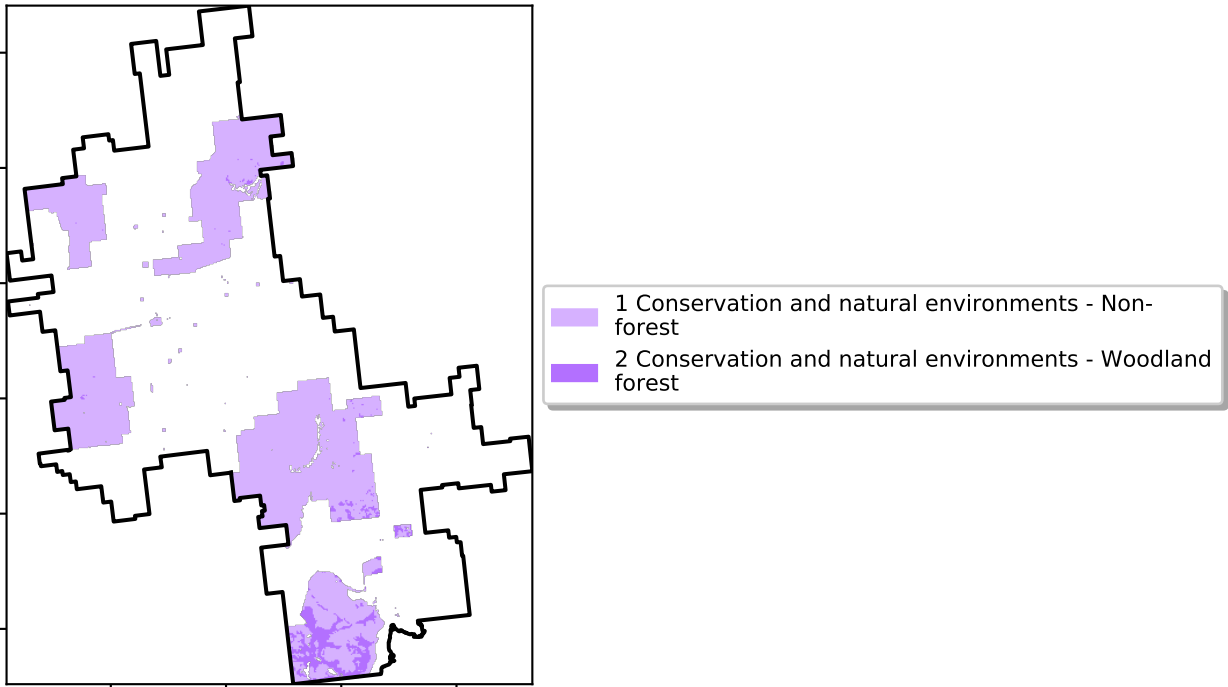 1 Conservation and natural environments - Non-
forest
2 Conservation and natural environments - Woodland
forest